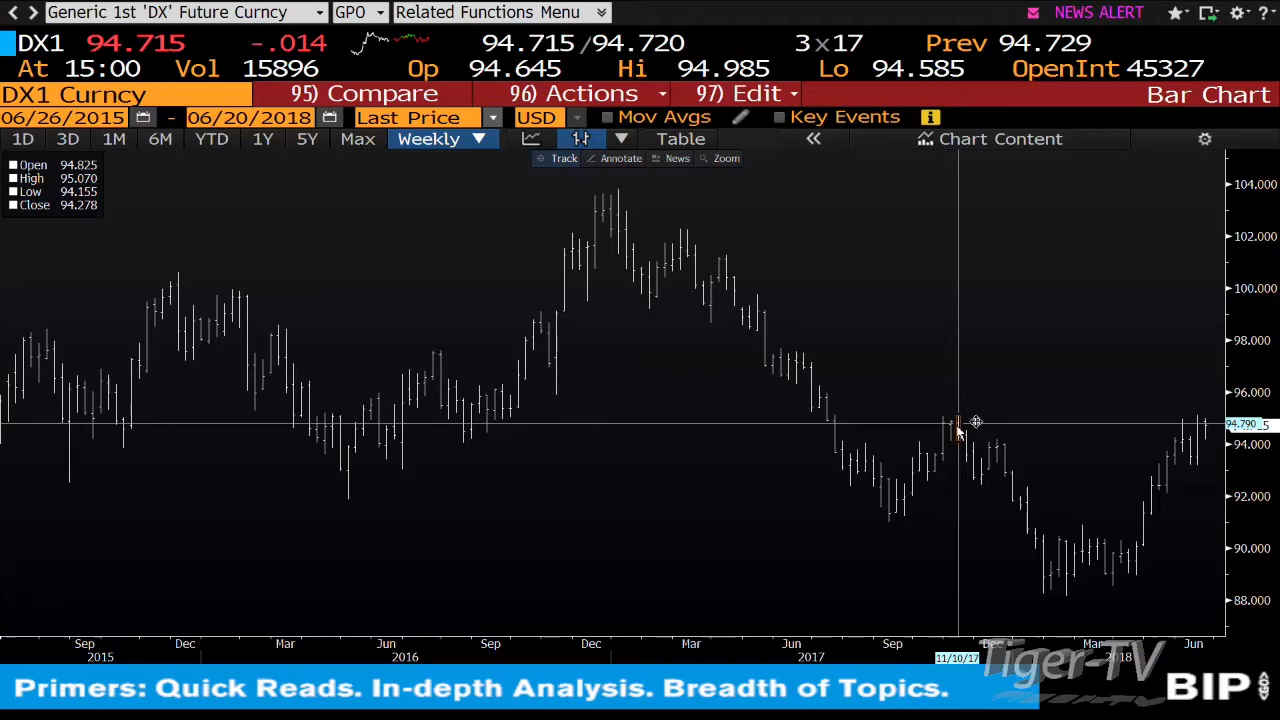 Generic 1st 'DX' Future Curncy GPO Related Functions Menu NEWS ALERT
DX1 94.715 -.014 94.715/94.720 3x17 Prev 94.729
At 15:00 Vol 15896 Op 94.645 Hi 94.985 Lo 94.585 OpenInt 45327
DX1 Curncy 95) Compare 96) Actions 97) Edit Bar Chart
06/26/2015 - 06/20/2018 Last Price USD Mov Avgs Key Events
1D 3D 1M 6M YTD 1Y 5Y Max Weekly Table Chart Content
Track Annotate News Zoom
Open 94.825
High 95.070
Low 94.155
Close 94.278
104.000
102.000
100.000
98.000
96.000
94.790
94.000
92.000
90.000
88.000
Sep Dec Mar Jun Sep Dec Mar Jun Sep Dec Mar Jun
2015 2016 2017 11/10/17 2018
Tiger-TV
Primers: Quick Reads. In-depth Analysis. Breadth of Topics.
BIP